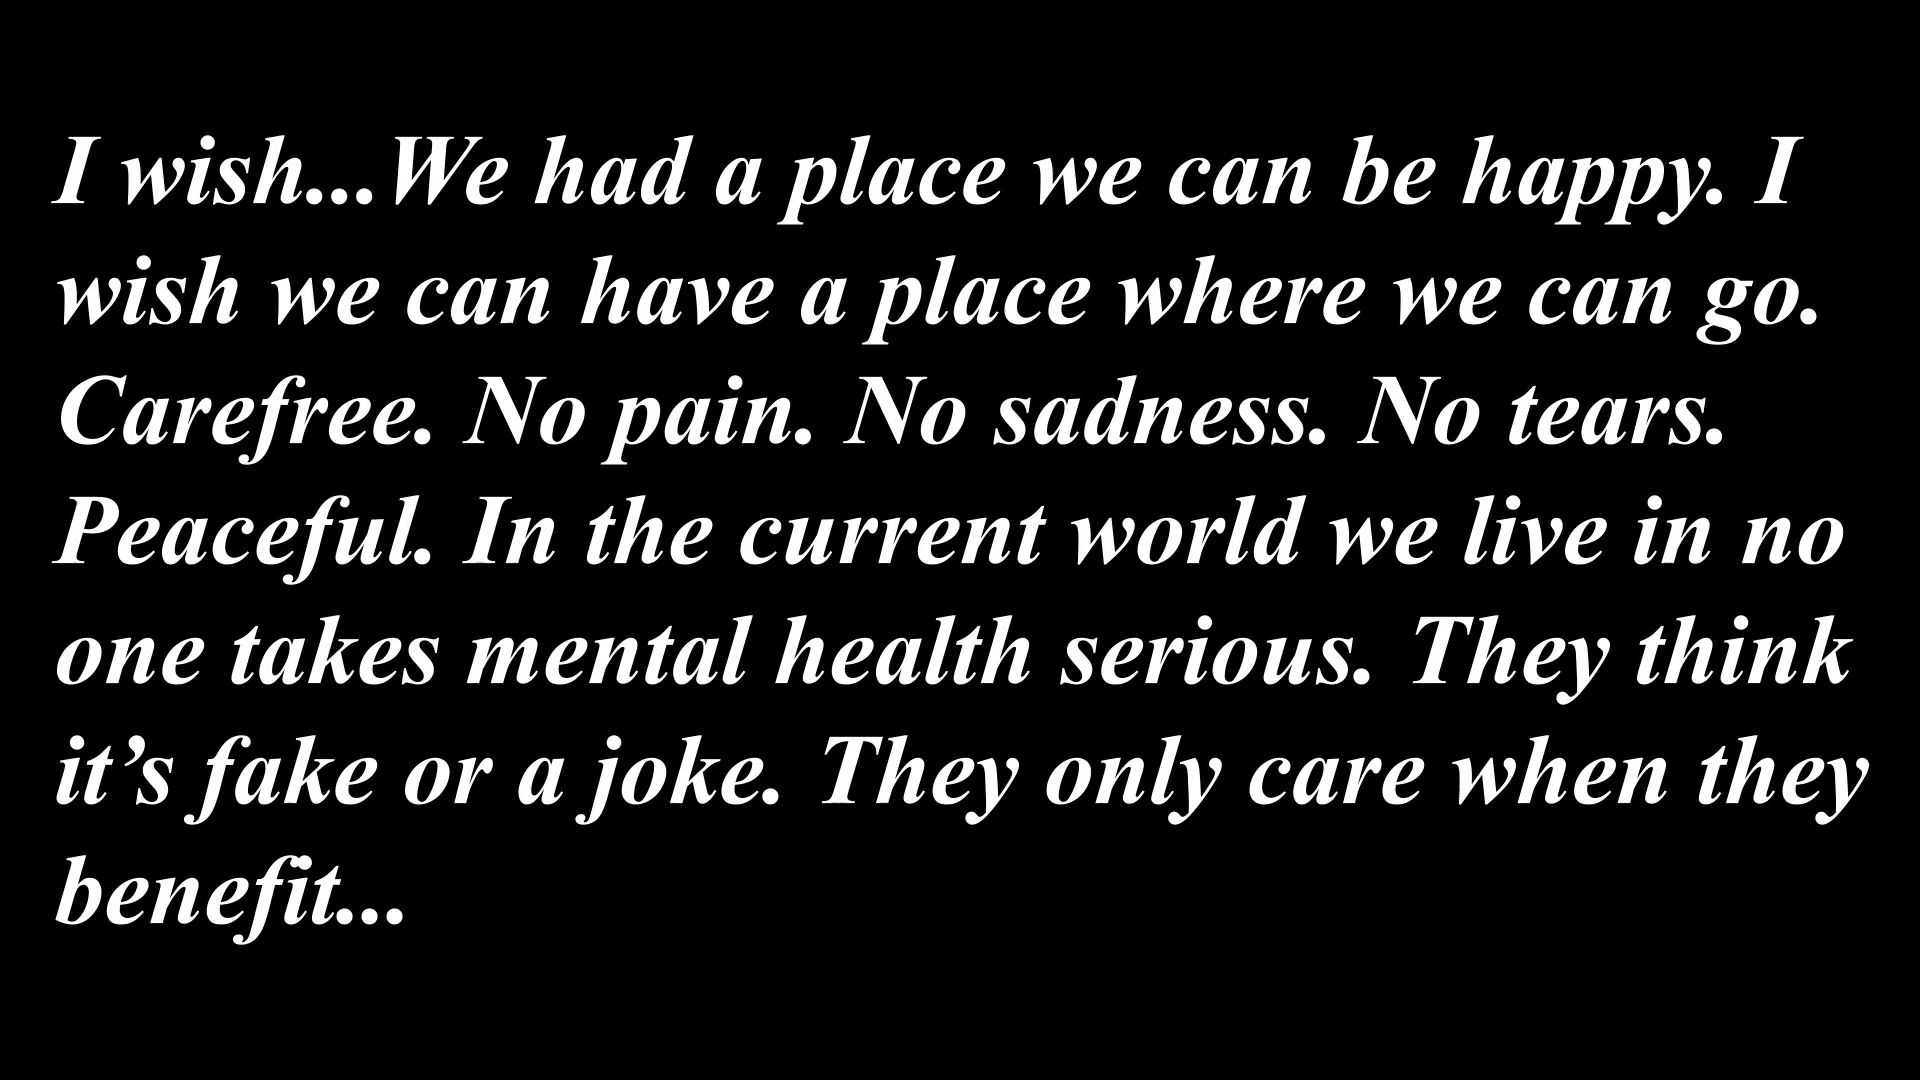 I wish...We had a place we can be happy. I
wish we can have a place where we can go.
Carefree. No pain. No sadness. No tears.
Peaceful. In the current world we live in no
one takes mental health serious. They think
it’s fake or a joke. They only care when they
benefit...